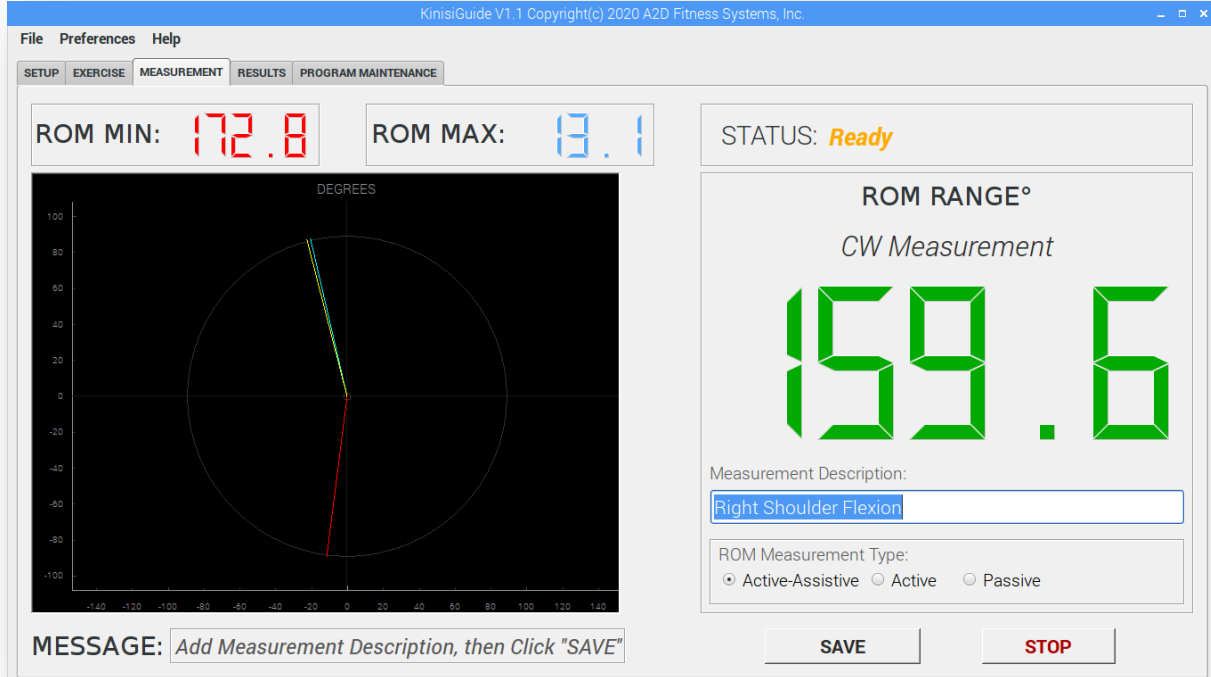 KinisiGuide V1.1 Copyright(c) 2020 A2D Fitness Systems, Inc.
File Preferences Help
SETUP EXERCISE MEASUREMENT RESULTS PROGRAM MAINTENANCE
ROM MIN: 172.8 ROM MAX: 13.1 STATUS: Ready
DEGREES
100
80
60
40
20
0
-20
-40
-60
-80
-100
-140 -120 -100 -80 -60 -40 -20 0 20 40 60 80 100 120 140
ROM RANGE°
CW Measurement
159.6
Measurement Description:
Right Shoulder Flexion
ROM Measurement Type:
Active-Assistive Active Passive
MESSAGE: Add Measurement Description, then Click "SAVE"
SAVE STOP